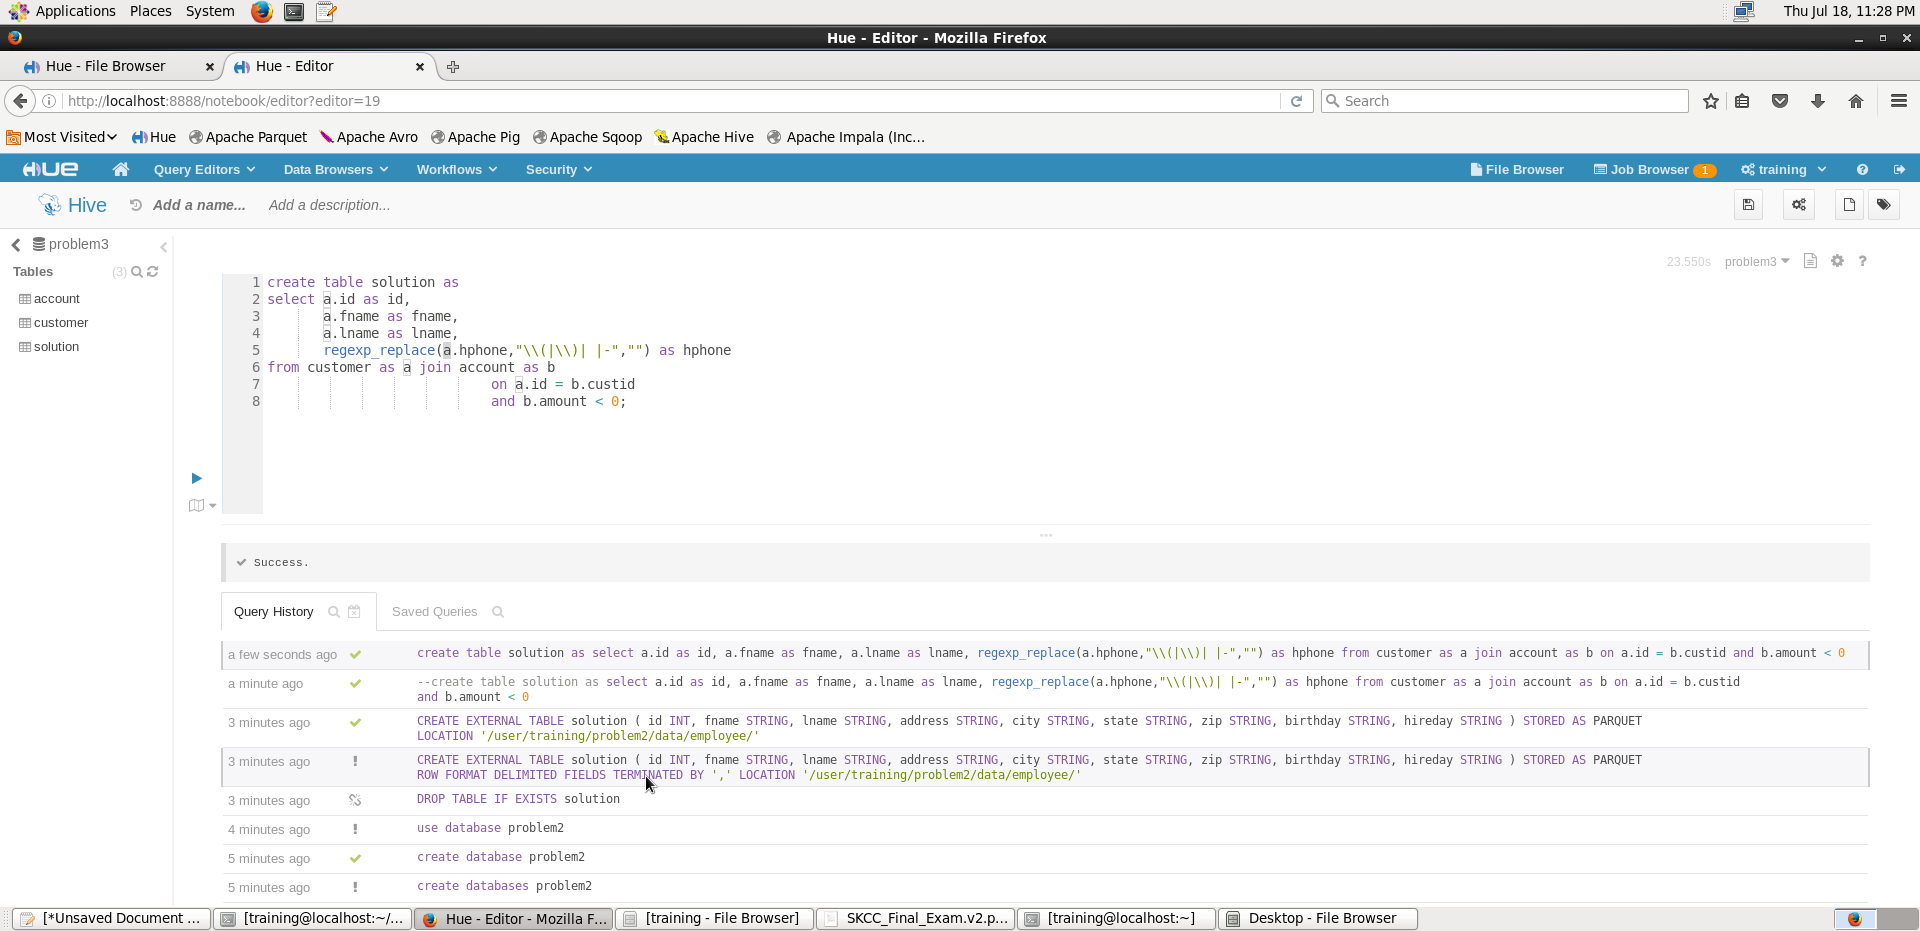 Applications Places System Thu Jul 18, 11:28 PM
Hue - Editor - Mozilla Firefox
Hue - File Browser Hue - Editor
http://localhost:8888/notebook/editor?editor=19 Search
Most Visited Hue Apache Parquet Apache Avro Apache Pig Apache Sqoop Apache Hive Apache Impala (Inc...
HUE Query Editors Data Browsers Workflows Security File Browser Job Browser 1 training
Hive Add a name... Add a description...
problem3
Tables (3)
account
customer
solution
23.550s problem3 ?
1 create table solution as
2 select a.id as id,
3 a.fname as fname,
4 a.lname as lname,
5 regexp_replace(a.hphone,"\\(|\\)| |-","") as hphone
6 from customer as a join account as b
7 on a.id = b.custid
8 and b.amount < 0;
Success.
Query History Saved Queries
a few seconds ago create table solution as select a.id as id, a.fname as fname, a.lname as lname, regexp_replace(a.hphone,"\\(|\\)| |-","") as hphone from customer as a join account as b on a.id = b.custid and b.amount < 0
a minute ago --create table solution as select a.id as id, a.fname as fname, a.lname as lname, regexp_replace(a.hphone,"\\(|\\)| |-","") as hphone from customer as a join account as b on a.id = b.custid
and b.amount < 0
3 minutes ago CREATE EXTERNAL TABLE solution ( id INT, fname STRING, lname STRING, address STRING, city STRING, state STRING, zip STRING, birthday STRING, hireday STRING ) STORED AS PARQUET
LOCATION '/user/training/problem2/data/employee/'
3 minutes ago ! CREATE EXTERNAL TABLE solution ( id INT, fname STRING, lname STRING, address STRING, city STRING, state STRING, zip STRING, birthday STRING, hireday STRING ) STORED AS PARQUET
ROW FORMAT DELIMITED FIELDS TERMINATED BY ',' LOCATION '/user/training/problem2/data/employee/'
3 minutes ago DROP TABLE IF EXISTS solution
4 minutes ago ! use database problem2
5 minutes ago create database problem2
5 minutes ago ! create databases problem2
[*Unsaved Document ... [training@localhost:~/... Hue - Editor - Mozilla F... [training - File Browser] SKCC_Final_Exam.v2.p... [training@localhost:~] Desktop - File Browser